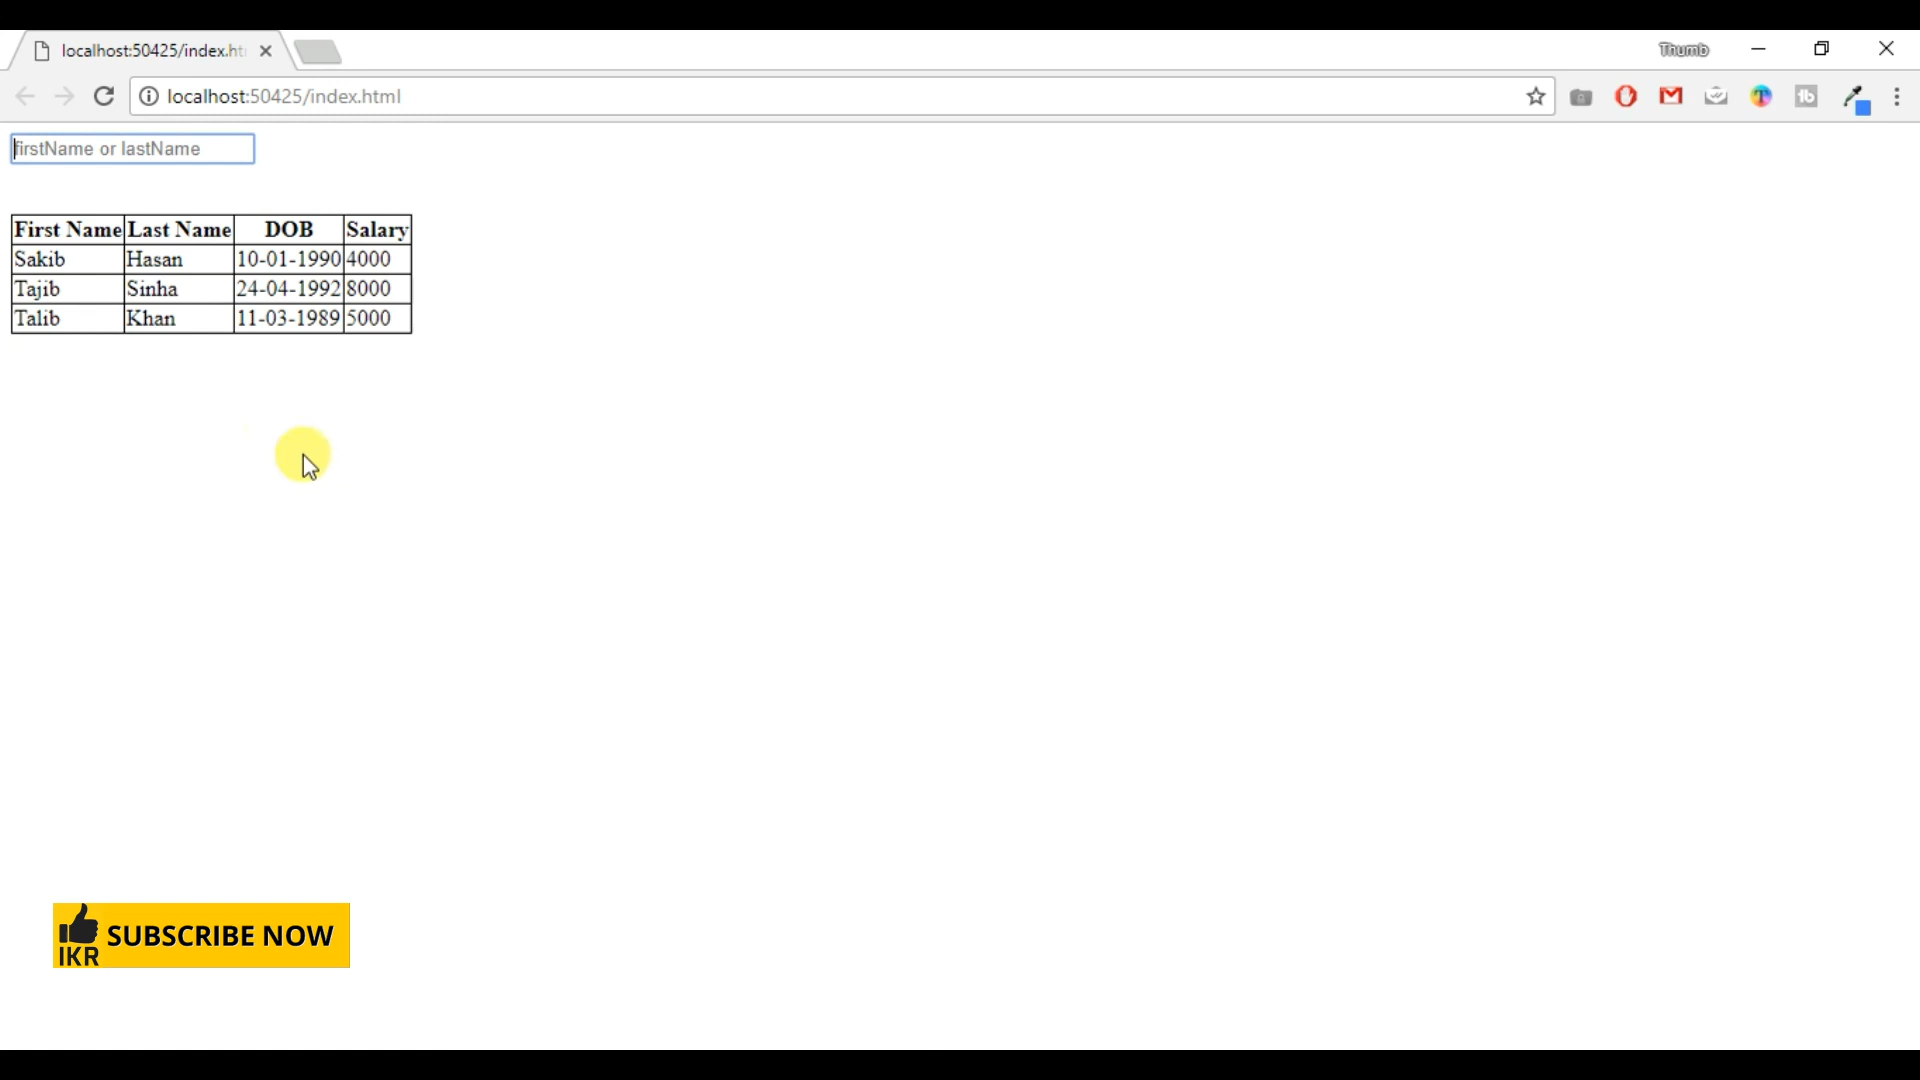 localhost:50425/index.ht
Thumb
localhost:50425/index.html
firstName or lastName
First Name Last Name DOB Salary
Sakib Hasan 10-01-1990 4000
Tajib Sinha 24-04-1992 8000
Talib Khan 11-03-1989 5000
SUBSCRIBE NOW
IKR